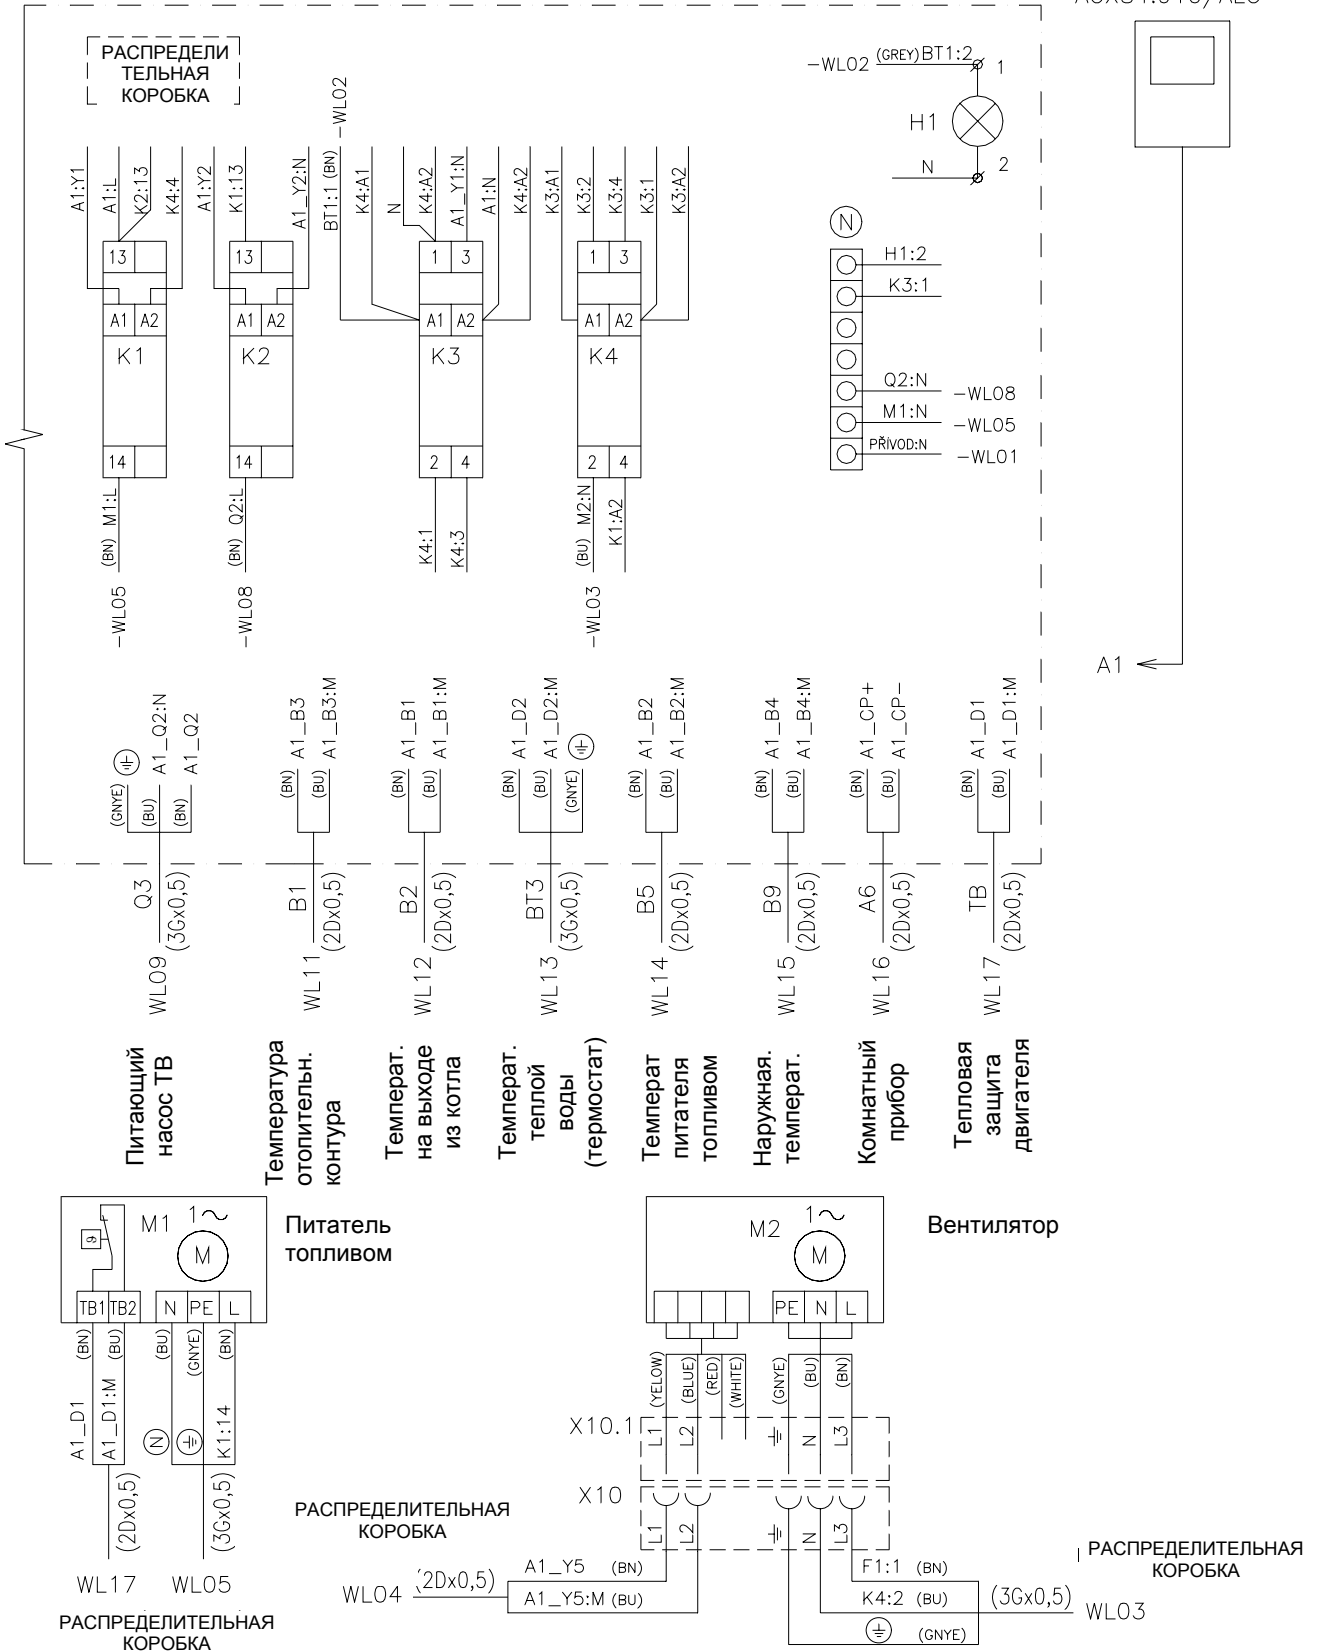 РАСПРЕДЕЛИ
ТЕЛЬНАЯ
КОРОБКА
-WL02
(GREY) BT1:2
1
H1
N
2
A1:Y1
A1:L
K2:13
K4:4
A1:Y2
K1:13
A1_Y2:N
BT1:1 (BN)
-WL02
K4:A1
N
K4:A2
A1_Y1:N
A1:N
K4:A2
K3:A1
K3:2
K3:4
K3:1
K3:A2
13
13
1 3
1 3
A1 A2
A1 A2
A1 A2
A1 A2
K1
K2
K3
K4
14
14
2 4
2 4
N
H1:2
K3:1
Q2:N
-WL08
M1:N
-WL05
PŘÍVOD:N
-WL01
(BN) M1:L
-WL05
(BN) Q2:L
-WL08
K4:1
K4:3
(BU) M2:N
K1:A2
-WL03
A1
(GNYE)
(BU) A1_Q2:N
(BN) A1_Q2
(BN) A1_B3
(BU) A1_B3:M
(BN) A1_B1
(BU) A1_B1:M
(BN) A1_D2
(BU) A1_D2:M
(GNYE)
(BN) A1_B2
(BU) A1_B2:M
(BN) A1_B4
(BU) A1_B4:M
(BN) A1_CP+
(BU) A1_CP-
(BN) A1_D1
(BU) A1_D1:M
WL09 Q3
(3Gx0,5)
WL11 B1
(2Dx0,5)
WL12 B2
(2Dx0,5)
WL13 BT3
(3Gx0,5)
WL14 B5
(2Dx0,5)
WL15 B9
(2Dx0,5)
WL16 A6
(2Dx0,5)
WL17 TB
(2Dx0,5)
Питающий
насос ТВ
Температура
отопительн.
контура
Температ.
на выходе
из котла
Температ.
теплой
воды
(термостат)
Температ
питателя
топливом
Наружная.
температ.
Комнатный
прибор
Тепловая
защита
двигателя
M1
1~
M
TB1 TB2 N PE L
Питатель
топливом
(BN)
(BU)
(BU)
(GNYE)
(BN)
A1_D1
A1_D1:M
N
K1:14
(2Dx0,5)
(3Gx0,5)
WL17
WL05
РАСПРЕДЕЛИТЕЛЬНАЯ
КОРОБКА
M2
1~
M
PE N L
Вентилятор
(YELOW)
(BLUE)
(RED)
(WHITE)
(GNYE)
(BU)
(BN)
X10.1
L1
L2
N
L3
X10
L1
L2
N
L3
РАСПРЕДЕЛИТЕЛЬНАЯ
КОРОБКА
WL04
(2Dx0,5)
A1_Y5 (BN)
A1_Y5:M (BU)
F1:1 (BN)
K4:2 (BU)
(GNYE)
(3Gx0,5)
WL03
РАСПРЕДЕЛИТЕЛЬНАЯ
КОРОБКА